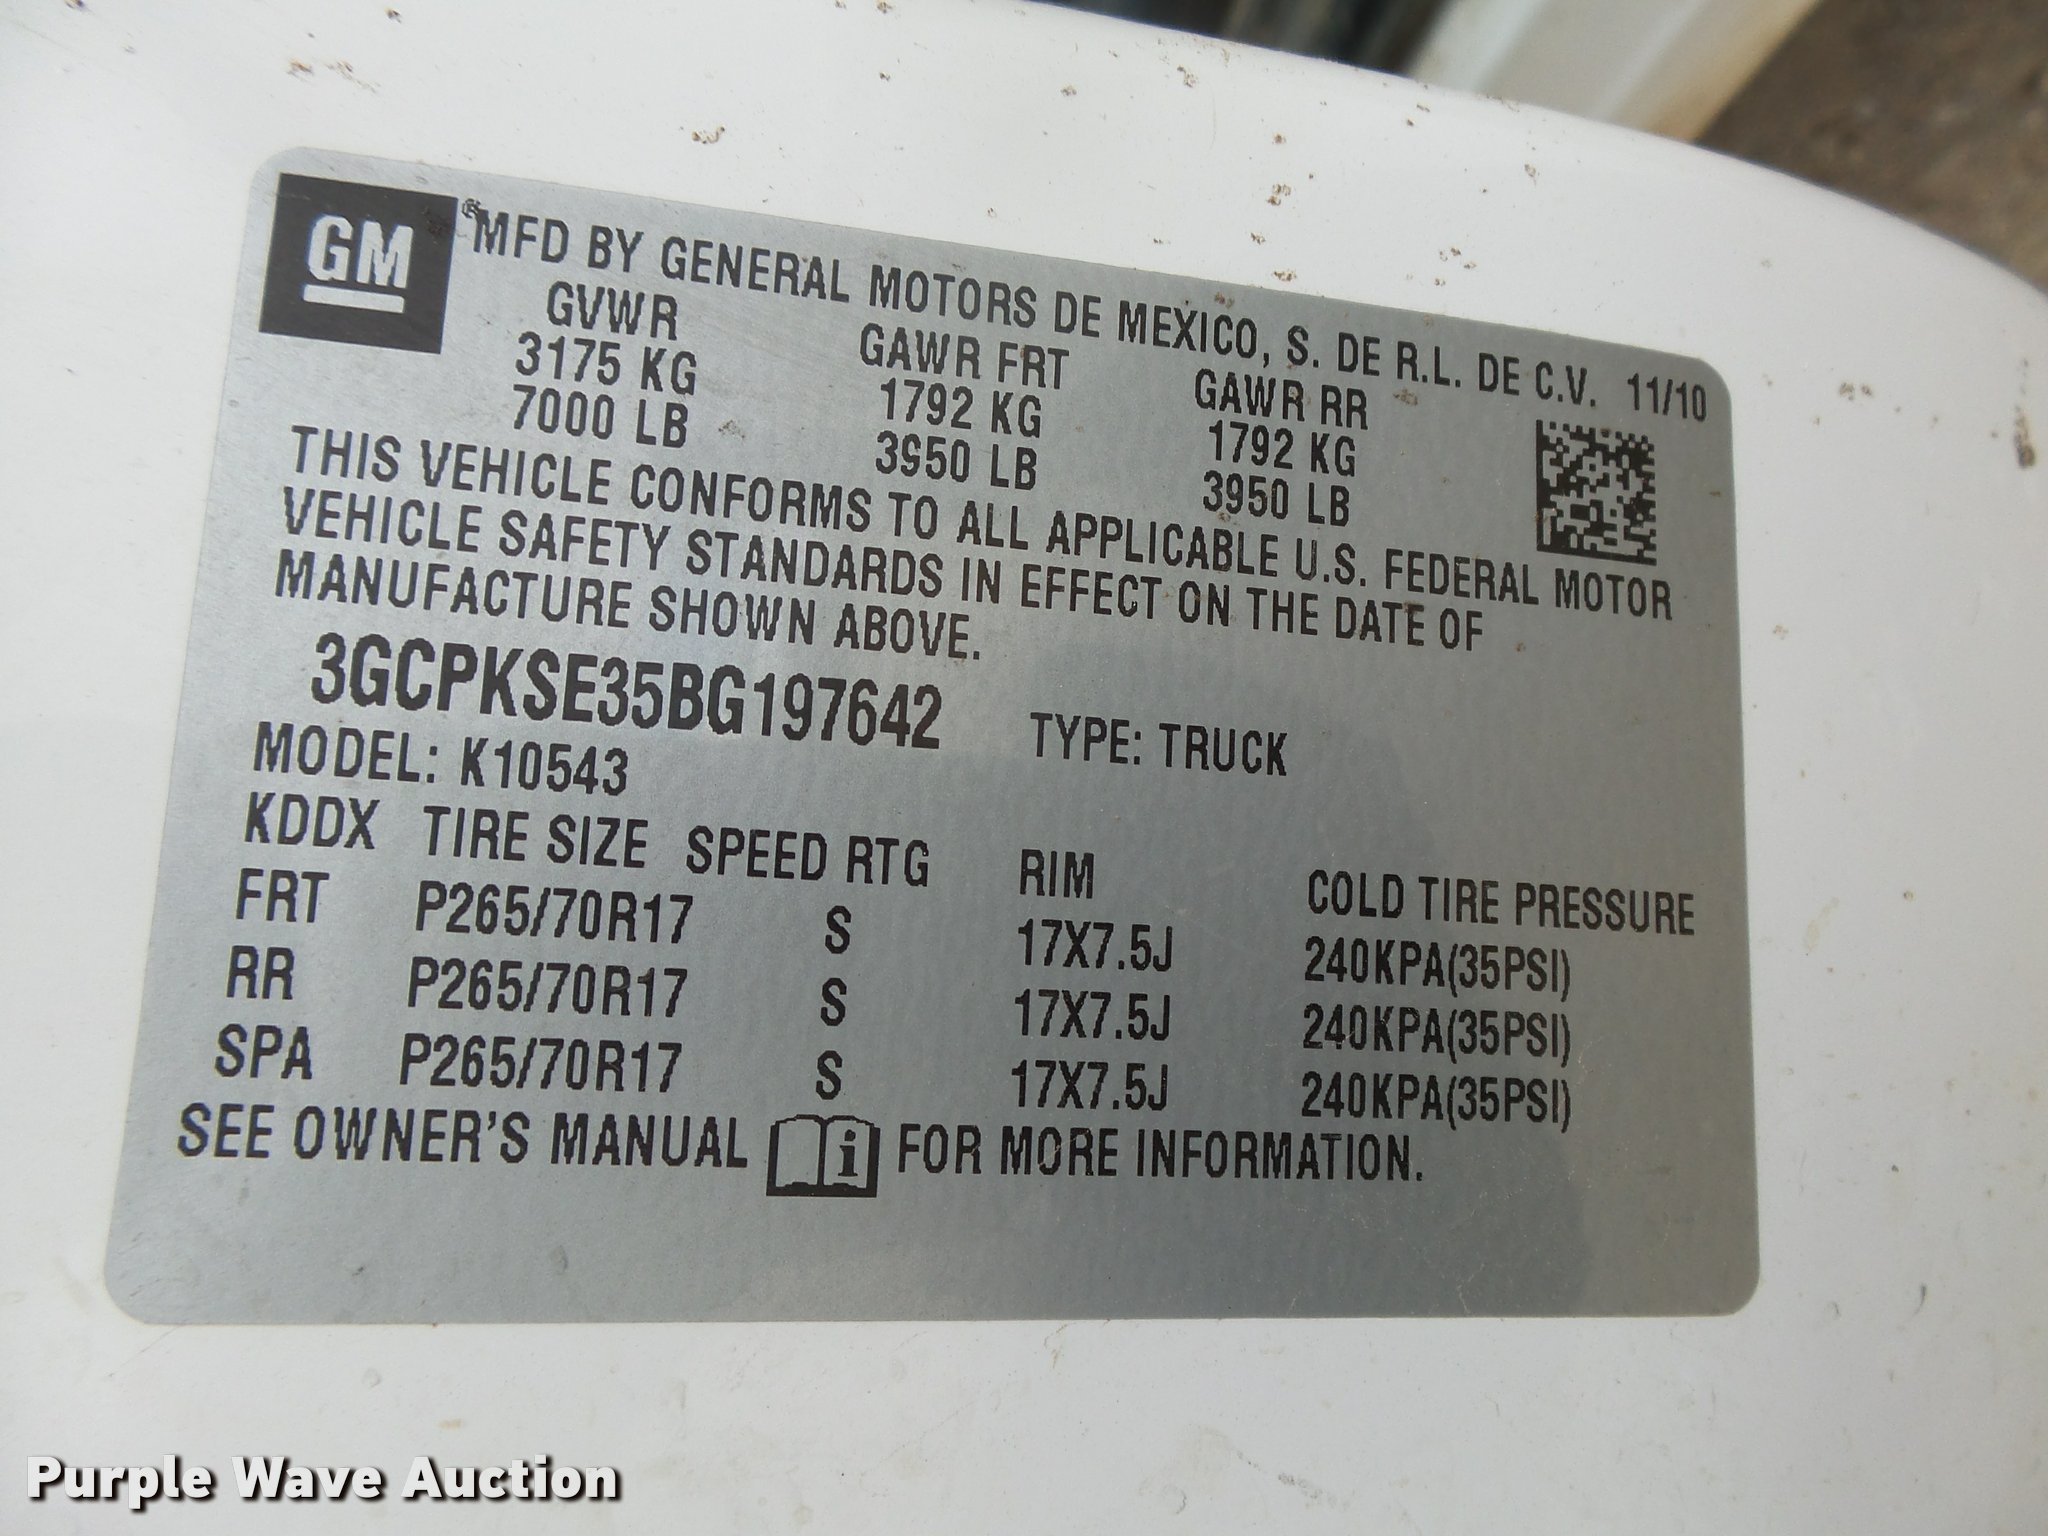 GM
® MFD BY GENERAL MOTORS DE MEXICO, S. DE R.L. DE C.V. 11/10
GVWR GAWR FRT GAWR RR
3175 KG 1792 KG 1792 KG
7000 LB 3950 LB 3950 LB
THIS VEHICLE CONFORMS TO ALL APPLICABLE U.S. FEDERAL MOTOR
VEHICLE SAFETY STANDARDS IN EFFECT ON THE DATE OF
MANUFACTURE SHOWN ABOVE.
3GCPKSE35BG197642 TYPE: TRUCK
MODEL: K10543
KDDX TIRE SIZE SPEED RTG RIM COLD TIRE PRESSURE
FRT P265/70R17 S 17X7.5J 240KPA(35PSI)
RR P265/70R17 S 17X7.5J 240KPA(35PSI)
SPA P265/70R17 S 17X7.5J 240KPA(35PSI)
SEE OWNER'S MANUAL i FOR MORE INFORMATION.
Purple Wave Auction